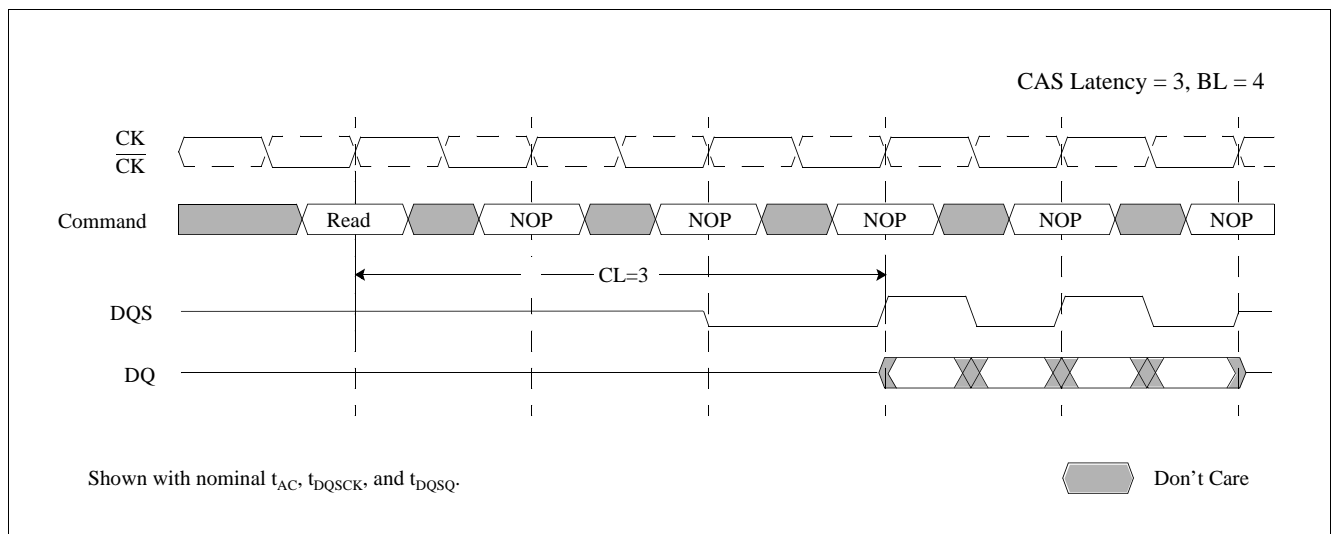 CAS Latency = 3, BL = 4
CK
CK
Command
Read NOP NOP NOP NOP NOP
CL=3
DQS
DQ
Shown with nominal tAC, tDQSCK, and tDQSQ.
Don't Care